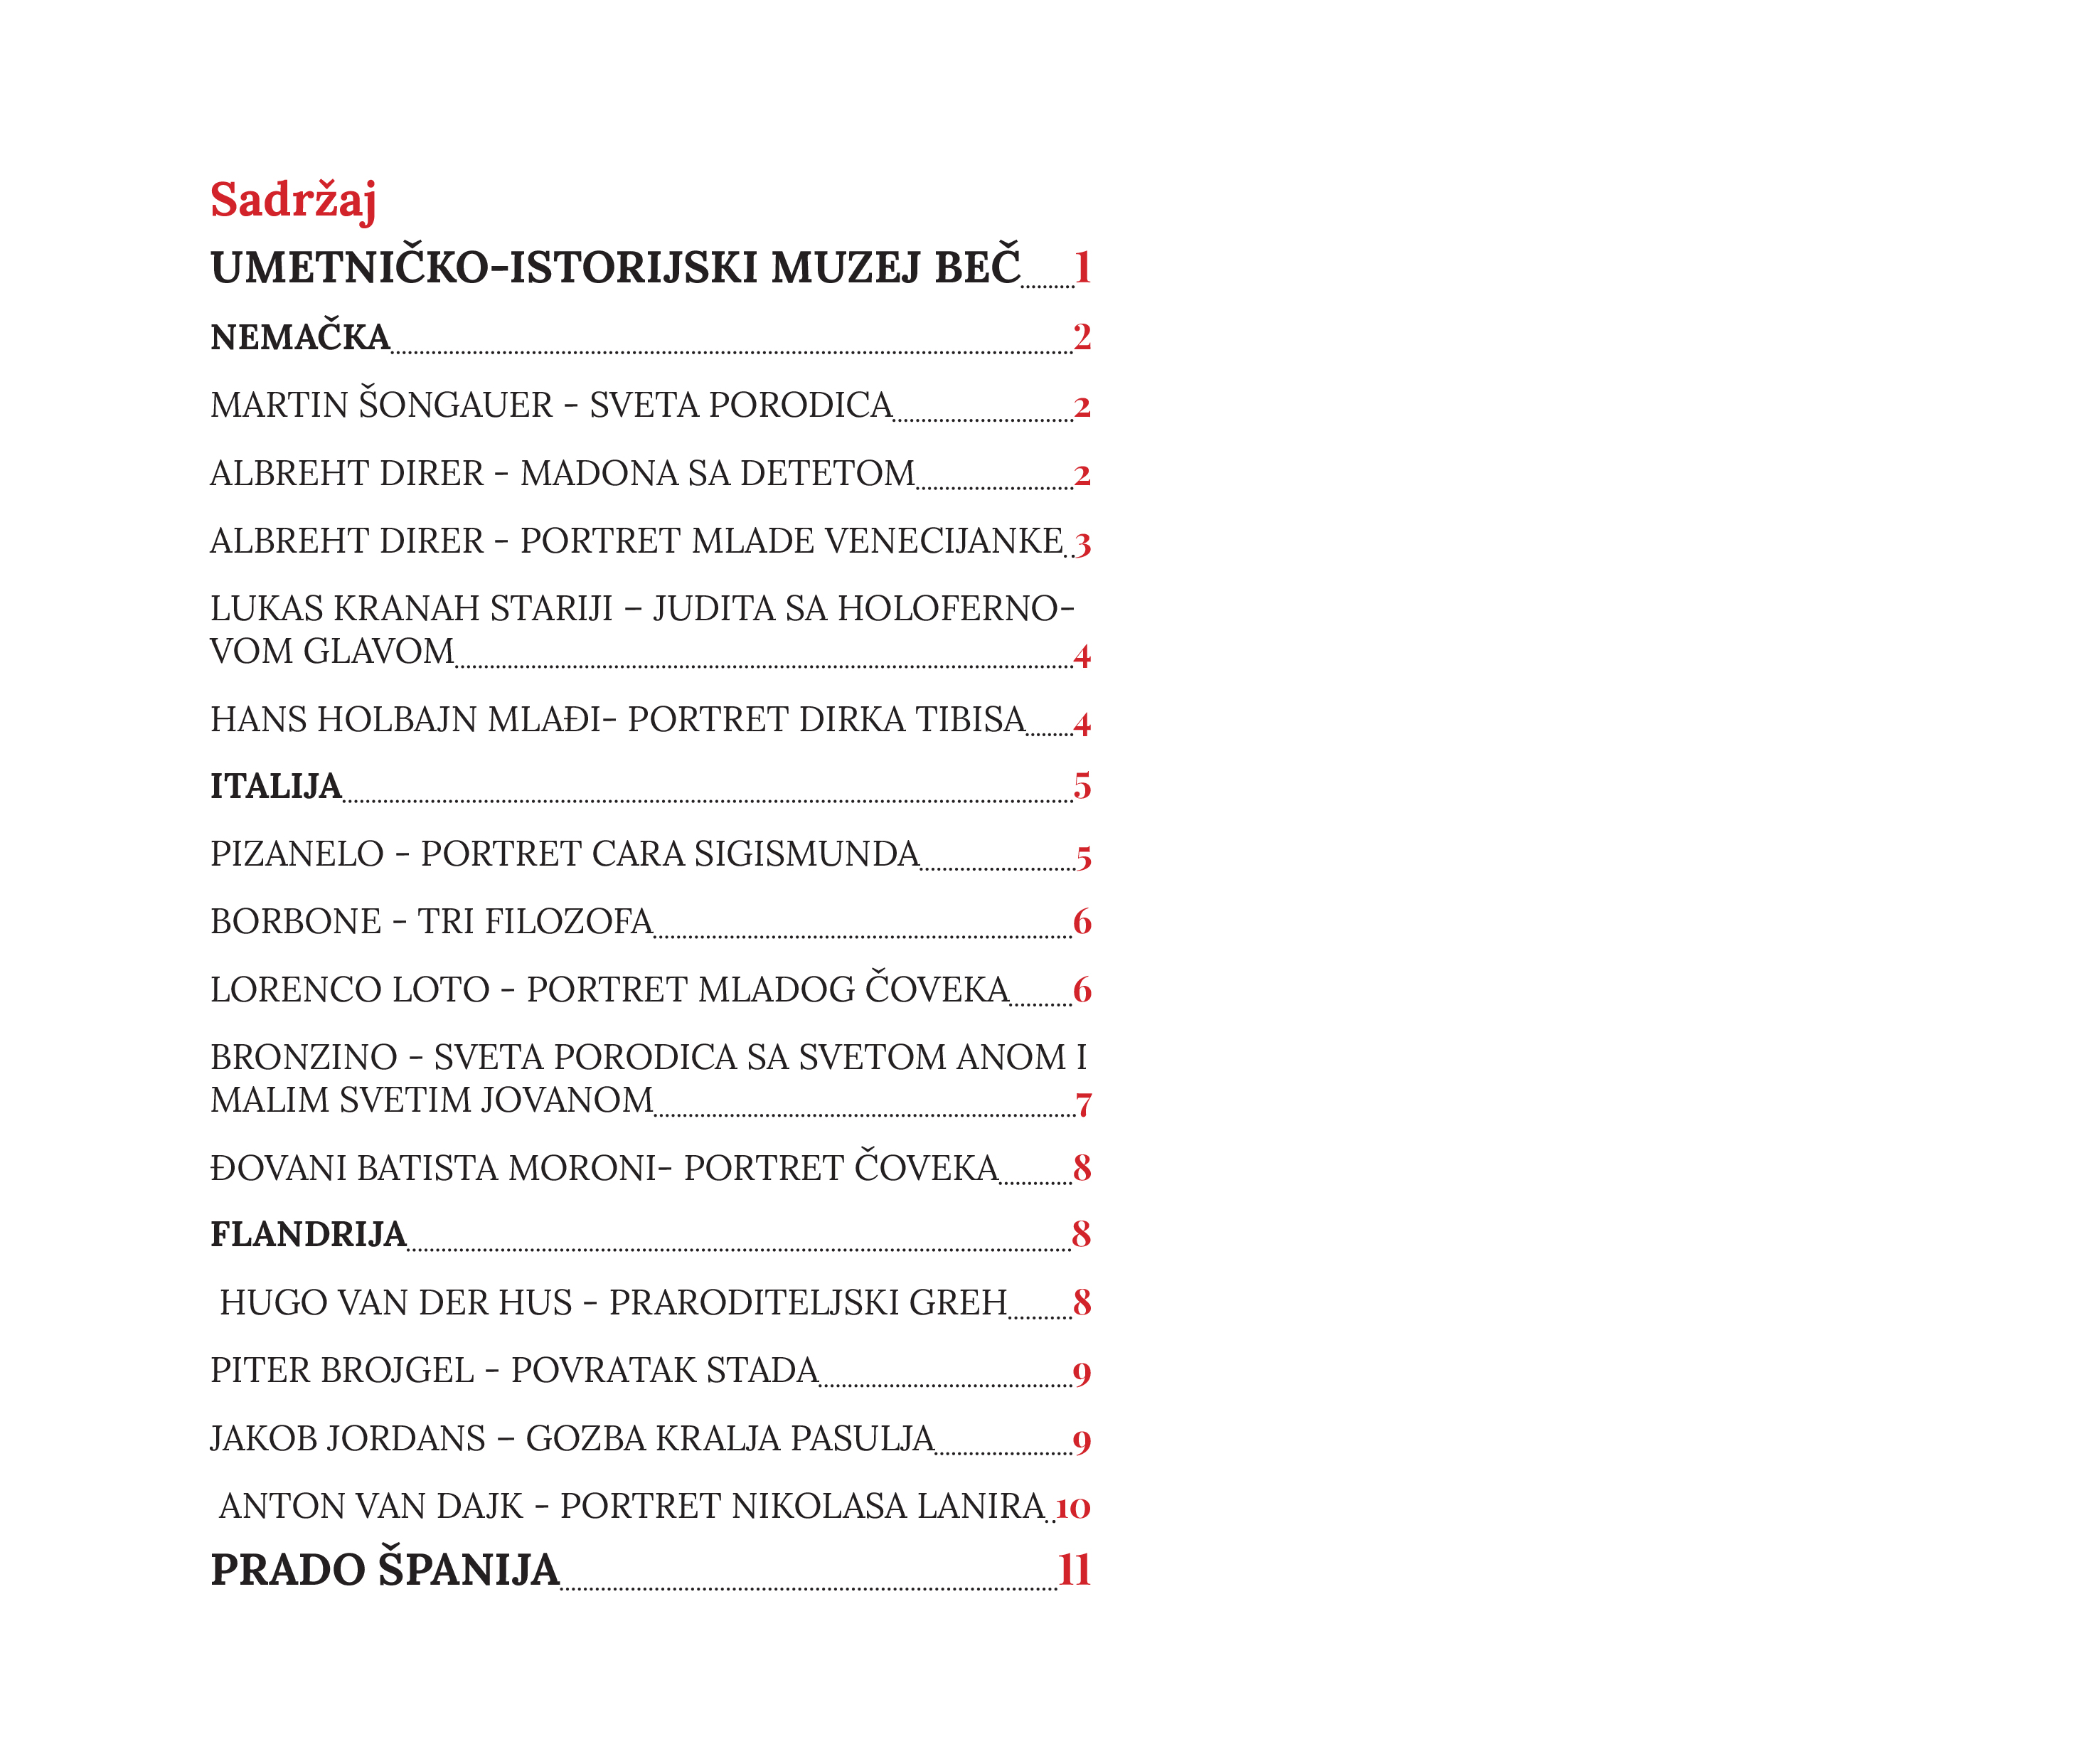 Sadržaj
UMETNIČKO-ISTORIJSKI MUZEJ BEČ 1
NEMAČKA 2
MARTIN ŠONGAUER - SVETA PORODICA 2
ALBREHT DIRER - MADONA SA DETETOM 2
ALBREHT DIRER - PORTRET MLADE VENECIJANKE 3
LUKAS KRANAH STARIJI – JUDITA SA HOLOFERNO-
VOM GLAVOM 4
HANS HOLBAJN MLAĐI- PORTRET DIRKA TIBISA 4
ITALIJA 5
PIZANELO - PORTRET CARA SIGISMUNDA 5
BORBONE - TRI FILOZOFA 6
LORENCO LOTO - PORTRET MLADOG ČOVEKA 6
BRONZINO - SVETA PORODICA SA SVETOM ANOM I
MALIM SVETIM JOVANOM 7
ĐOVANI BATISTA MORONI- PORTRET ČOVEKA 8
FLANDRIJA 8
HUGO VAN DER HUS - PRARODITELJSKI GREH 8
PITER BROJGEL - POVRATAK STADA 9
JAKOB JORDANS – GOZBA KRALJA PASULJA 9
ANTON VAN DAJK - PORTRET NIKOLASA LANIRA 10
PRADO ŠPANIJA 11